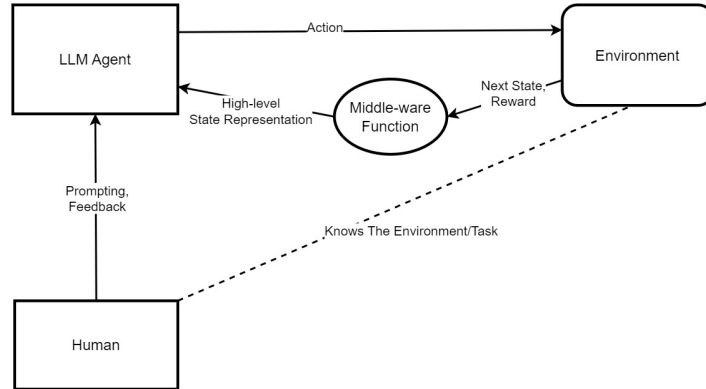 Action
LLM Agent
Environment
Next State,
Reward
High-level
State Representation
Middle-ware
Function
Prompting,
Feedback
Knows The Environment/Task
Human